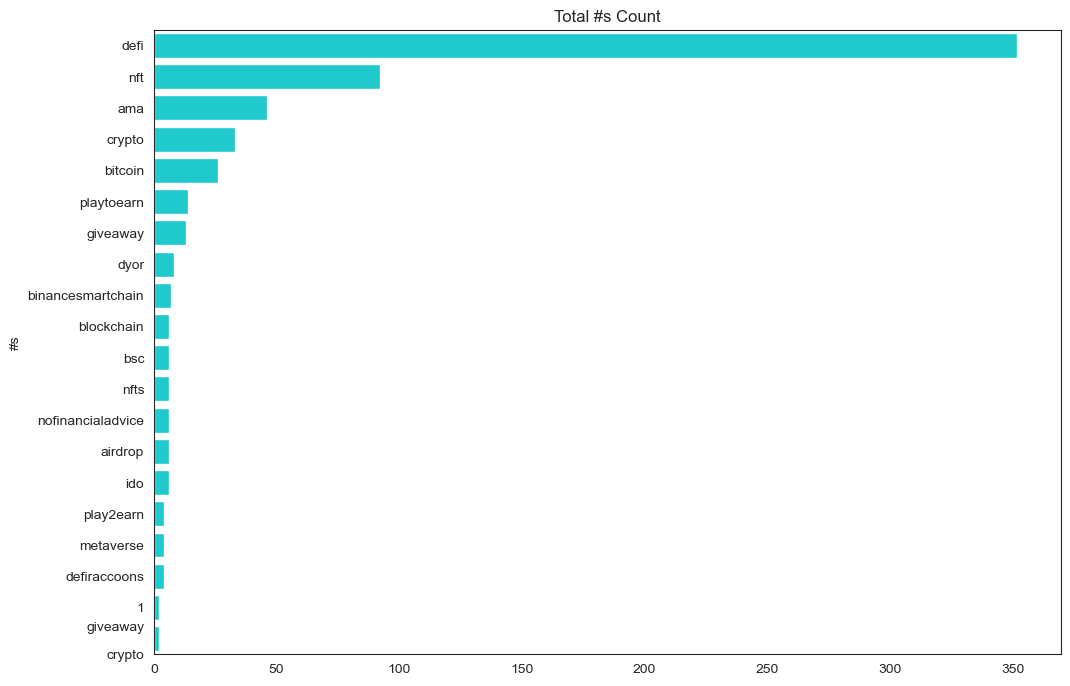 Total #s Count
defi
nft
ama
crypto
bitcoin
playtoearn
giveaway
dyor
binancesmartchain
blockchain
bsc
nfts
nofinancialadvice
airdrop
ido
play2earn
metaverse
defiraccoons
1
giveaway
crypto
#s
0 50 100 150 200 250 300 350